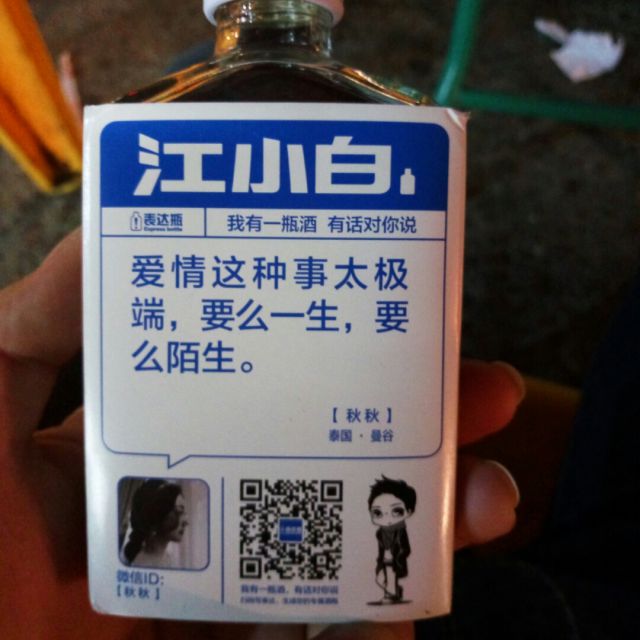 江小白
表达瓶 我有一瓶酒 有话对你说
Express bottle
爱情这种事太极
端，要么一生，要
么陌生。
【秋秋】
泰国·曼谷
微信ID:
【秋秋】
我有一瓶酒，有话对你说